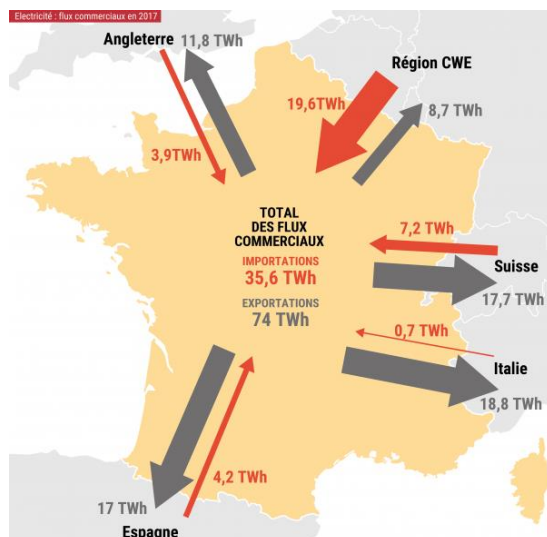 Electricité : flux commerciaux en 2017
Angleterre
11,8 TWh
3,9TWh
Région CWE
19,6TWh
8,7 TWh
TOTAL
DES FLUX
COMMERCIAUX
IMPORTATIONS
35,6 TWh
EXPORTATIONS
74 TWh
7,2 TWh
Suisse
17,7 TWh
0,7 TWh
Italie
18,8 TWh
4,2 TWh
17 TWh
Espagne